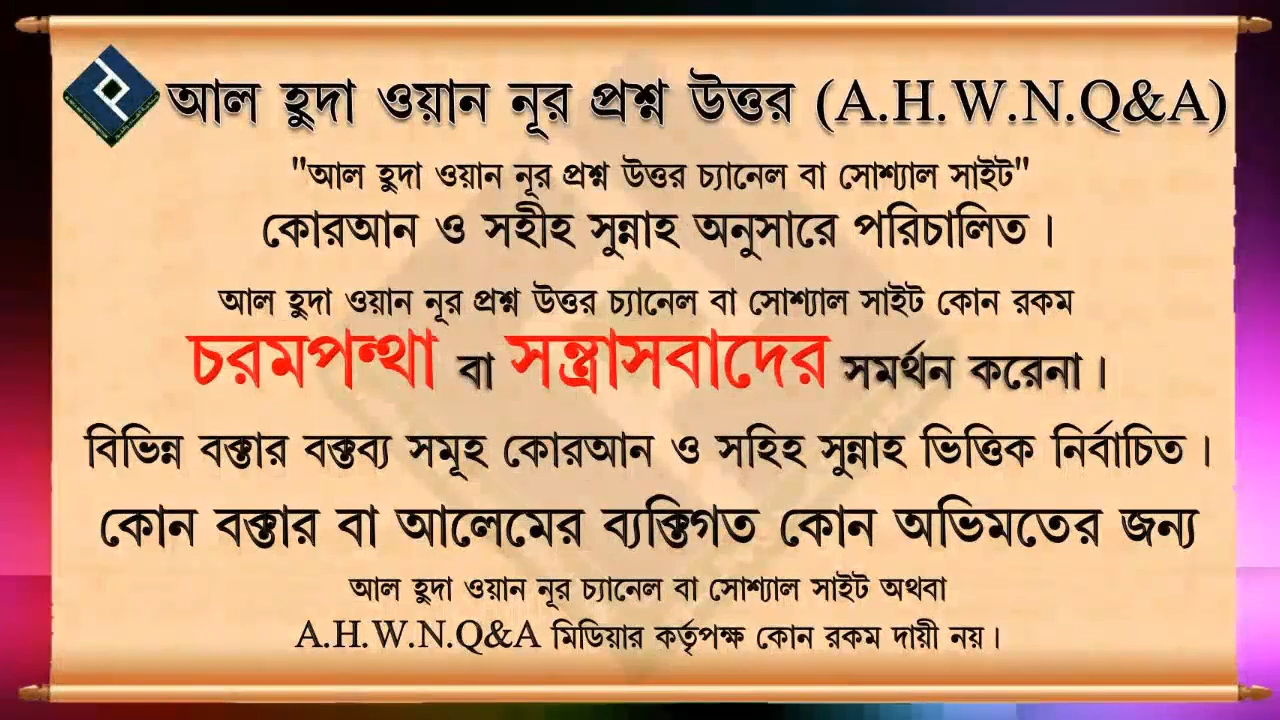 আল হুদা ওয়ান নূর প্রশ্ন উত্তর (A.H.W.N.Q&A)
"আল হুদা ওয়ান নূর প্রশ্ন উত্তর চ্যানেল বা সোশ্যাল সাইট"
কোরআন ও সহীহ সুন্নাহ অনুসারে পরিচালিত।
আল হুদা ওয়ান নূর প্রশ্ন উত্তর চ্যানেল বা সোশ্যাল সাইট কোন রকম
চরমপন্থা বা সন্ত্রাসবাদের সমর্থন করেনা।
বিভিন্ন বক্তার বক্তব্য সমূহ কোরআন ও সহিহ সুন্নাহ ভিত্তিক নির্বাচিত।
কোন বক্তার বা আলেমের ব্যক্তিগত কোন অভিমতের জন্য
আল হুদা ওয়ান নূর চ্যানেল বা সোশ্যাল সাইট অথবা
A.H.W.N.Q&A মিডিয়ার কর্তৃপক্ষ কোন রকম দায়ী নয়।